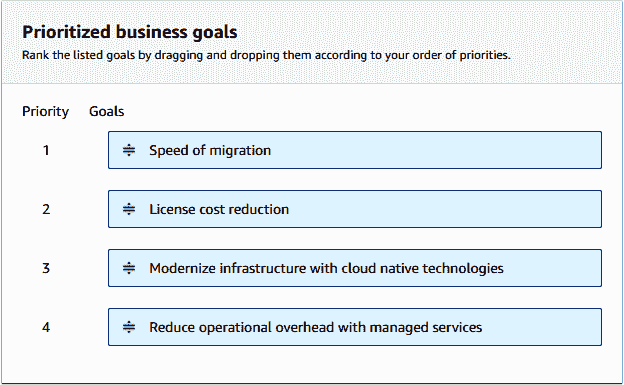 Prioritized business goals
Rank the listed goals by dragging and dropping them according to your order of priorities.
Priority Goals
1 Speed of migration
2 License cost reduction
3 Modernize infrastructure with cloud native technologies
4 Reduce operational overhead with managed services